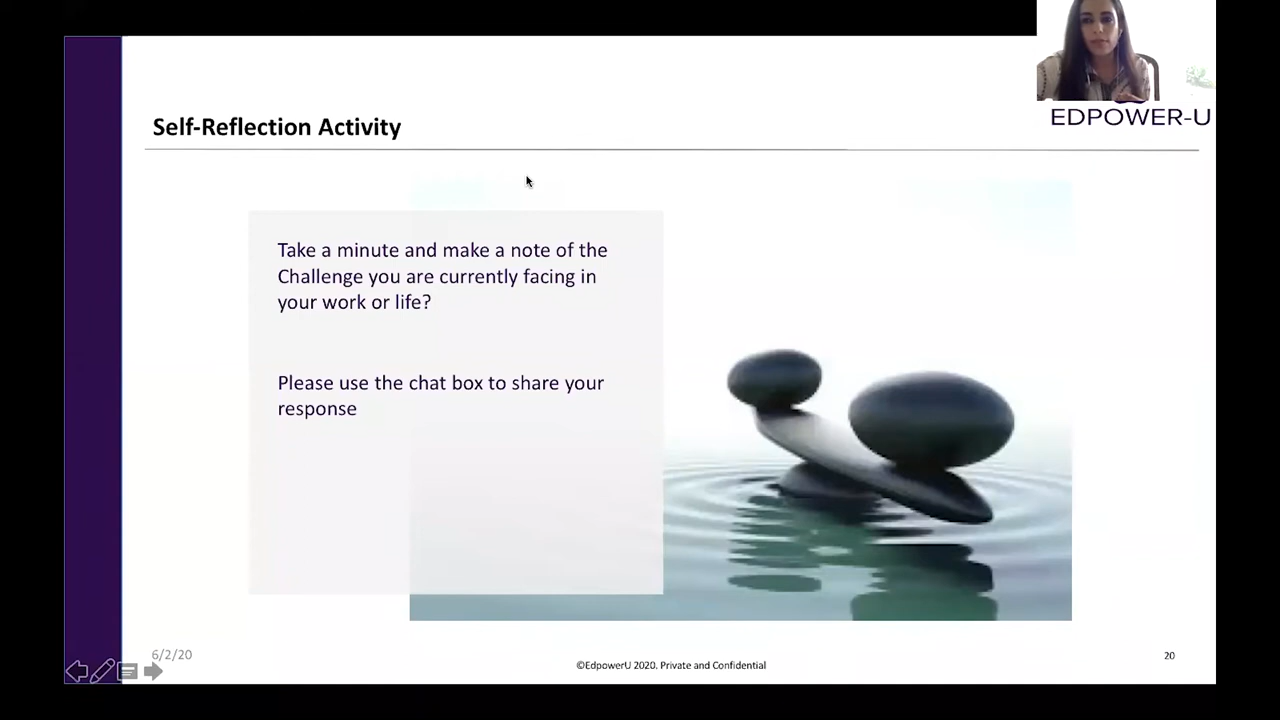 EDPOWER-U
Self-Reflection Activity
Take a minute and make a note of the
Challenge you are currently facing in
your work or life?
Please use the chat box to share your
response
6/2/20
©EdpowerU 2020. Private and Confidential
20